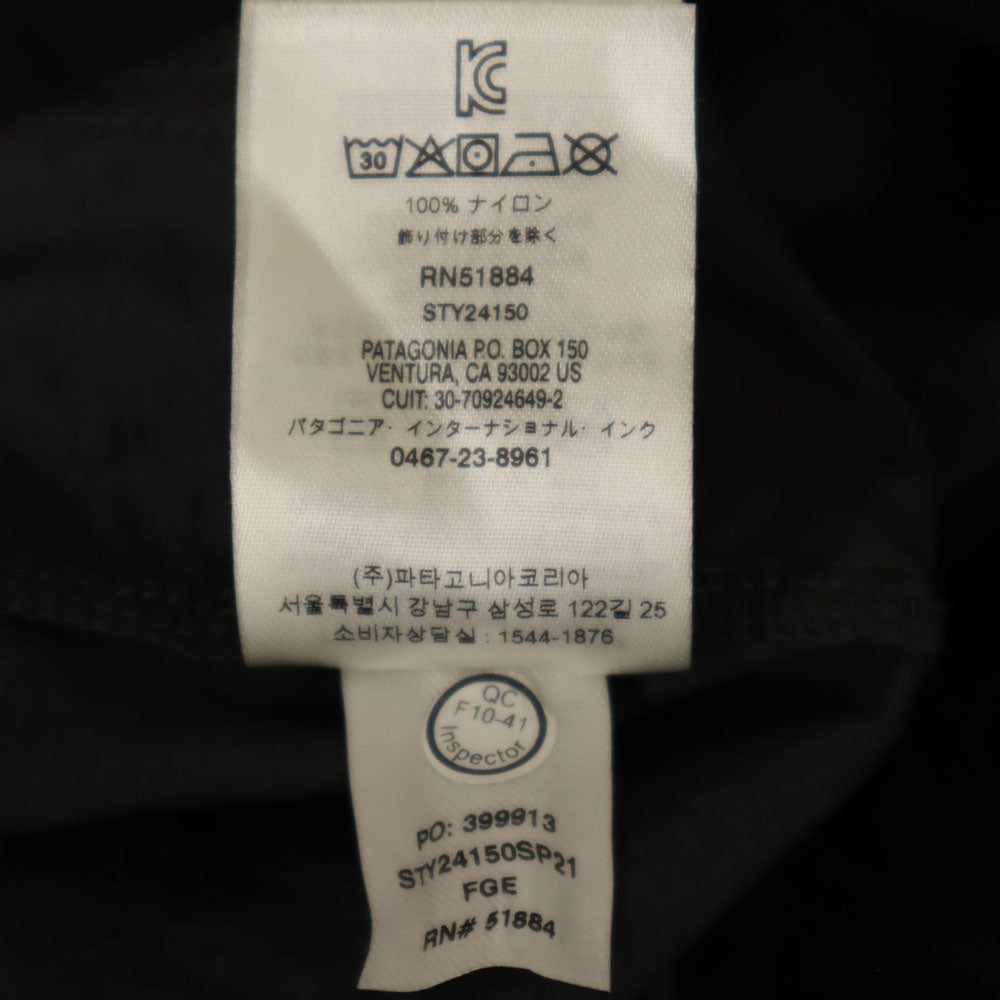 KC
30
100% ナイロン
飾り付け部分を除く
RN51884
STY24150
PATAGONIA P.O. BOX 150
VENTURA, CA 93002 US
CUIT: 30-70924649-2
パタゴニア・インターナショナル・インク
0467-23-8961
(주)파타고니아코리아
서울특별시 강남구 삼성로 122길 25
소비자상담실 : 1544-1876
QC
F10-41
Inspector
PO: 399913
STY24150SP21
FGE
RN# 51884